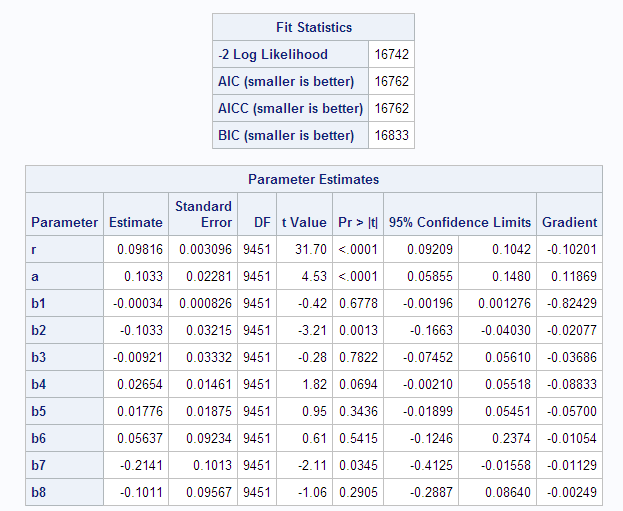 Fit Statistics
-2 Log Likelihood 16742
AIC (smaller is better) 16762
AICC (smaller is better) 16762
BIC (smaller is better) 16833
Parameter Estimates
Parameter Estimate Standard Error DF t Value Pr > |t| 95% Confidence Limits Gradient
r 0.09816 0.003096 9451 31.70 <.0001 0.09209 0.1042 -0.10201
a 0.1033 0.02281 9451 4.53 <.0001 0.05855 0.1480 0.11869
b1 -0.00034 0.000826 9451 -0.42 0.6778 -0.00196 0.001276 -0.82429
b2 -0.1033 0.03215 9451 -3.21 0.0013 -0.1663 -0.04030 -0.02077
b3 -0.00921 0.03332 9451 -0.28 0.7822 -0.07452 0.05610 -0.03686
b4 0.02654 0.01461 9451 1.82 0.0694 -0.00210 0.05518 -0.08833
b5 0.01776 0.01875 9451 0.95 0.3436 -0.01899 0.05451 -0.05700
b6 0.05637 0.09234 9451 0.61 0.5415 -0.1246 0.2374 -0.01054
b7 -0.2141 0.1013 9451 -2.11 0.0345 -0.4125 -0.01558 -0.01129
b8 -0.1011 0.09567 9451 -1.06 0.2905 -0.2887 0.08640 -0.00249